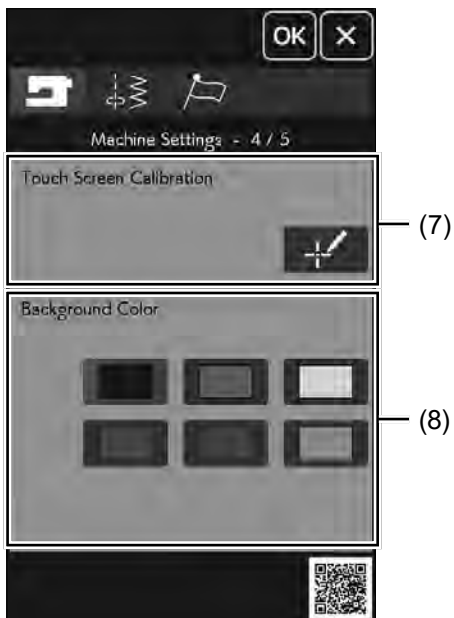 OK X
Machine Settings - 4 / 5
Touch Screen Calibration
(7)
Background Color
(8)